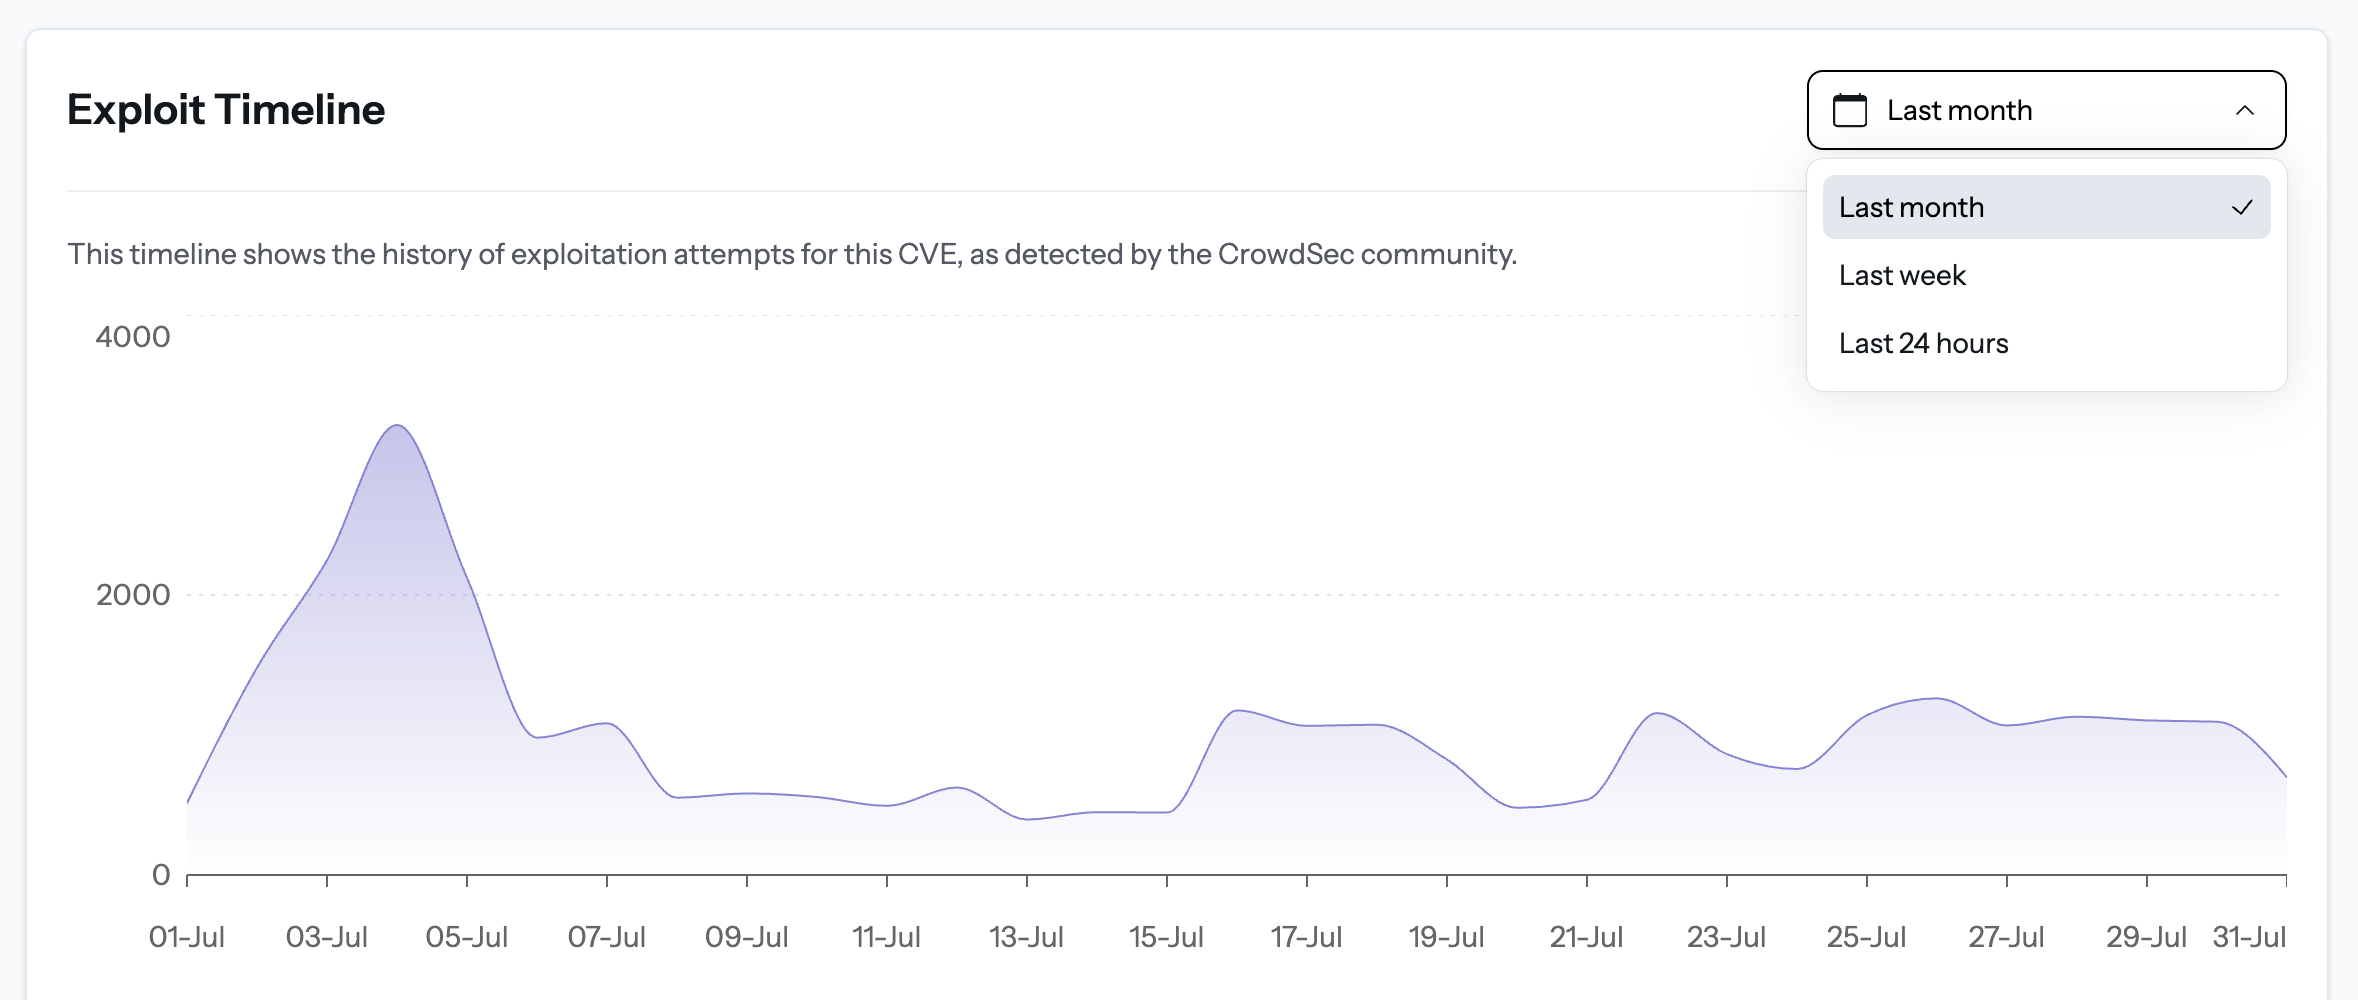 Exploit Timeline
Last month
Last month
Last week
Last 24 hours
This timeline shows the history of exploitation attempts for this CVE, as detected by the CrowdSec community.
4000
2000
0
01-Jul 03-Jul 05-Jul 07-Jul 09-Jul 11-Jul 13-Jul 15-Jul 17-Jul 19-Jul 21-Jul 23-Jul 25-Jul 27-Jul 29-Jul 31-Jul